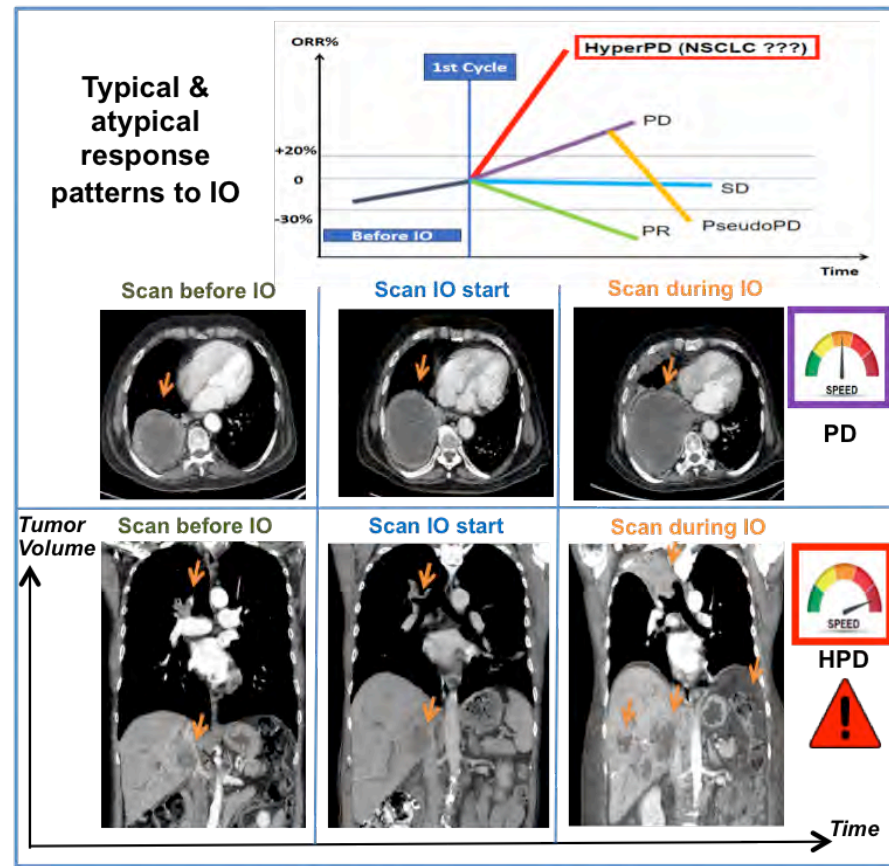 Typical &
atypical
response
patterns to IO
ORR%
HyperPD (NSCLC ???)
1st Cycle
PD
+20%
0
SD
-30%
PseudoPD
PR
Before IO
Time
Scan before IO
Scan IO start
Scan during IO
SPEED
PD
Tumor
Volume
Scan before IO
Scan IO start
Scan during IO
SPEED
HPD
!
Time